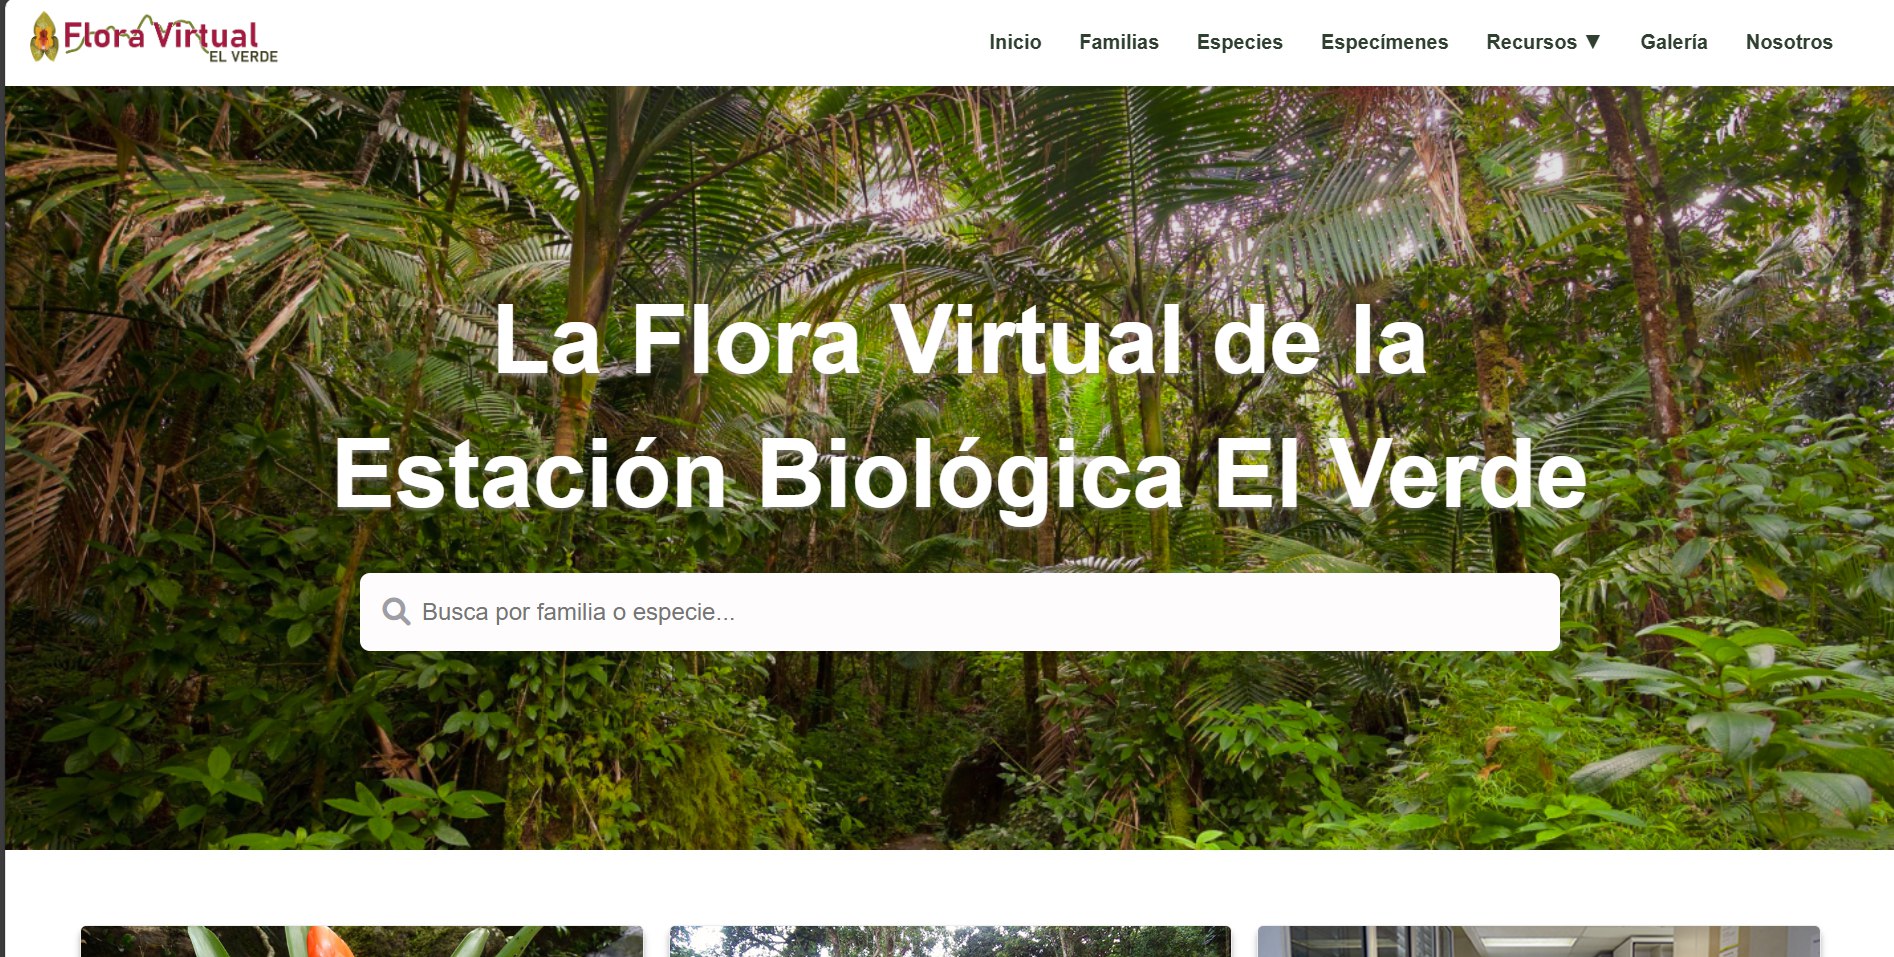 Flora Virtual
EL VERDE
Inicio Familias Especies Especímenes Recursos ▼ Galería Nosotros
La Flora Virtual de la
Estación Biológica El Verde
Busca por familia o especie...